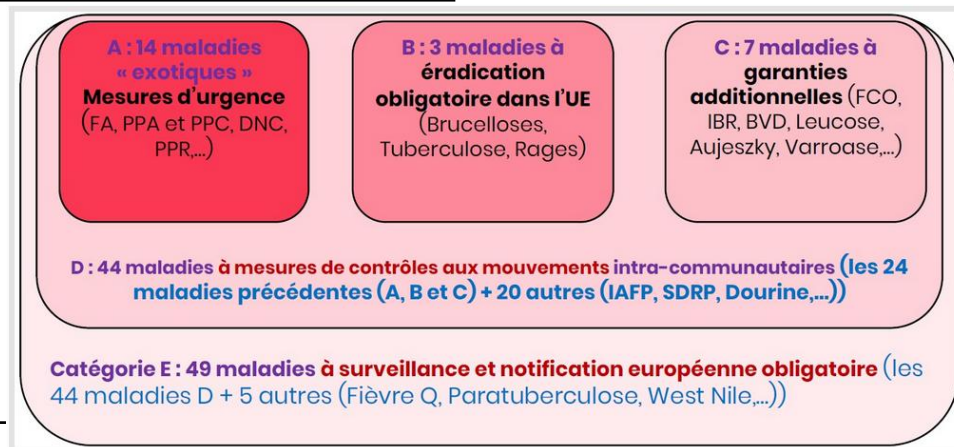 A : 14 maladies
« exotiques »
Mesures d'urgence
(FA, PPA et PPC, DNC,
PPR,...)
B : 3 maladies à
éradication
obligatoire dans l'UE
(Brucelloses,
Tuberculose, Rages)
C : 7 maladies à
garanties
additionnelles (FCO,
IBR, BVD, Leucose,
Aujeszky, Varroase,...)
D : 44 maladies à mesures de contrôles aux mouvements intra-communautaires (les 24
maladies précédentes (A, B et C) + 20 autres (IAFP, SDRP, Dourine,...))
Catégorie E : 49 maladies à surveillance et notification européenne obligatoire (les
44 maladies D + 5 autres (Fièvre Q, Paratuberculose, West Nile,...))